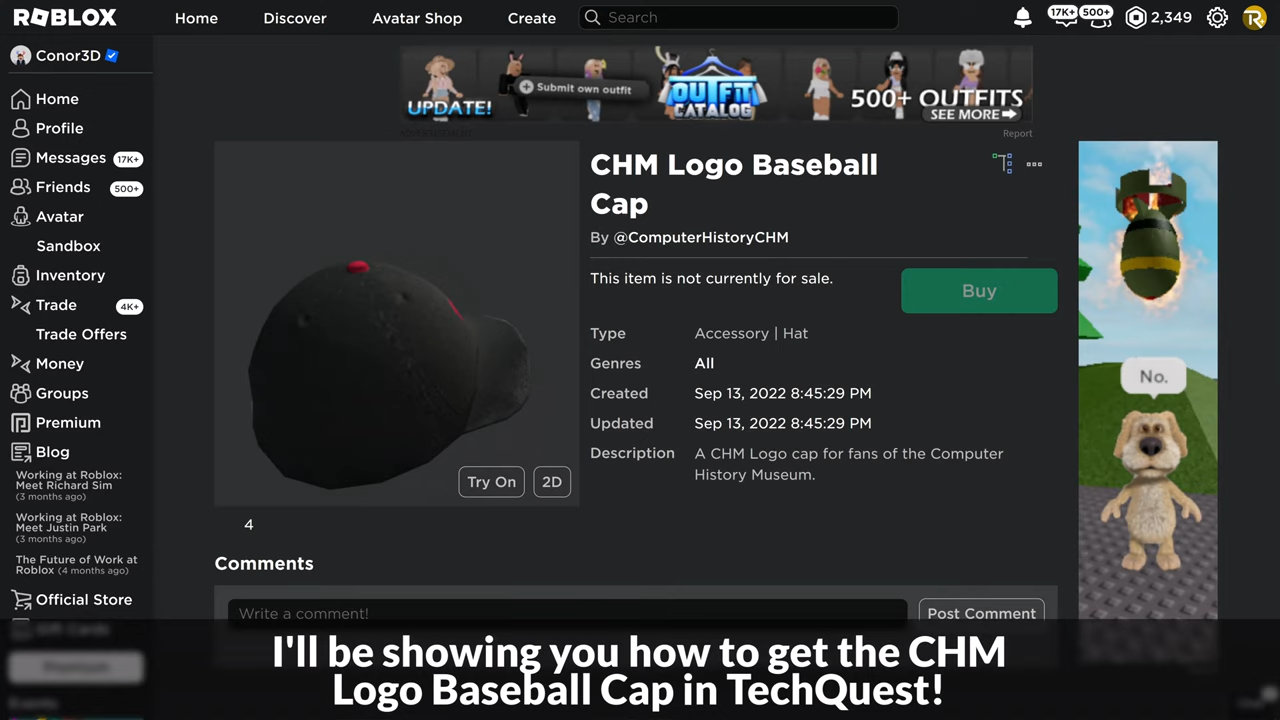 ROBLOX
Home
Discover
Avatar Shop
Create
Search
17K+
500+
2,349
Conor3D
Home
Profile
Messages 17K+
Friends 500+
Avatar
Sandbox
Inventory
Trade 4K+
Trade Offers
Money
Groups
Premium
Blog
Working at Roblox:
Meet Richard Sim
(3 months ago)
Working at Roblox:
Meet Justin Park
(3 months ago)
The Future of Work at
Roblox (4 months ago)
Official Store
Gift Cards
Premium
Events
UPDATE!
Submit own outfit
OUTFIT
CATALOG
500+ OUTFITS
SEE MORE
ADVERTISEMENT
Report
CHM Logo Baseball
Cap
By @ComputerHistoryCHM
This item is not currently for sale.
Buy
Type Accessory | Hat
Genres All
Created Sep 13, 2022 8:45:29 PM
Updated Sep 13, 2022 8:45:29 PM
Description A CHM Logo cap for fans of the Computer
History Museum.
Try On
2D
4
Comments
Write a comment!
Post Comment
No.
I'll be showing you how to get the CHM
Logo Baseball Cap in TechQuest!